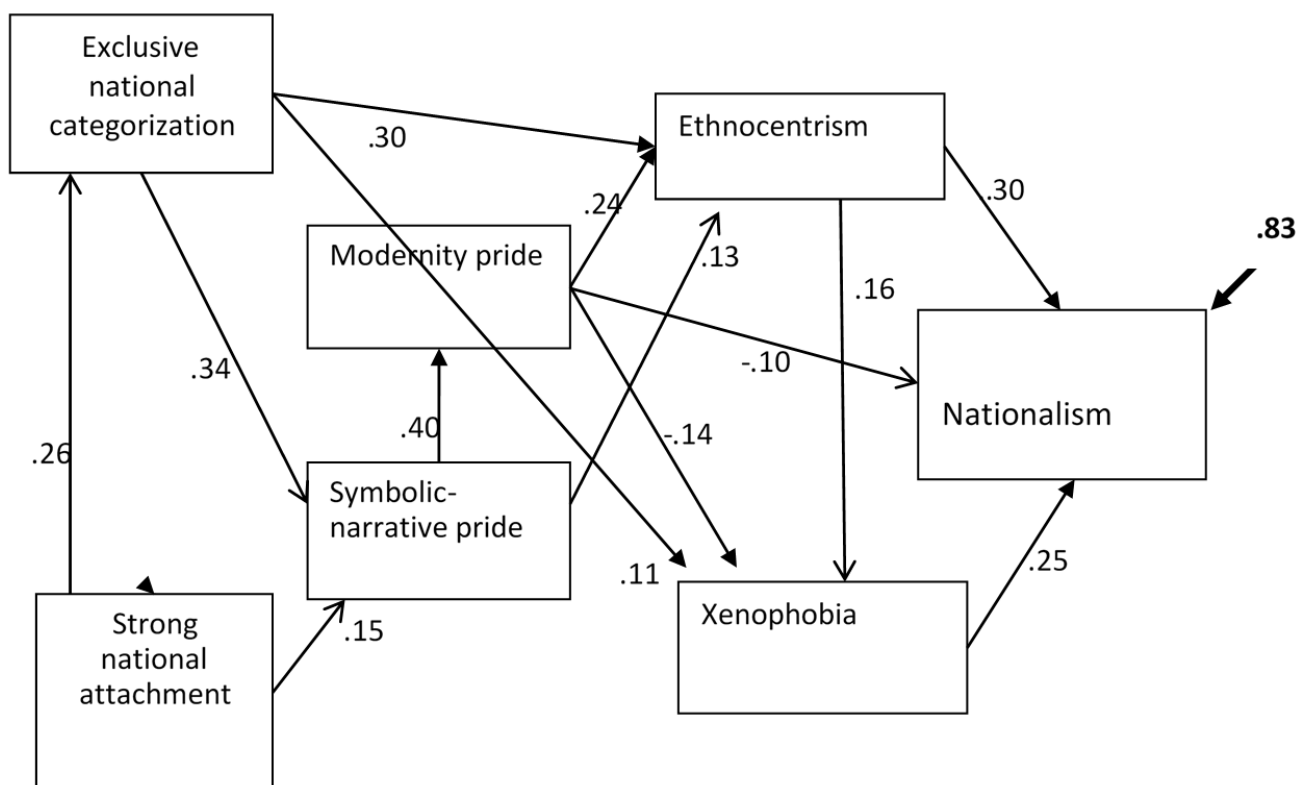 Exclusive
national
categorization
.30
Ethnocentrism
.30
.83
.24
Modernity pride
.13
.16
-.10
.34
.40
-.14
Nationalism
.26
Symbolic-
narrative pride
.11
.25
Xenophobia
.15
Strong
national
attachment